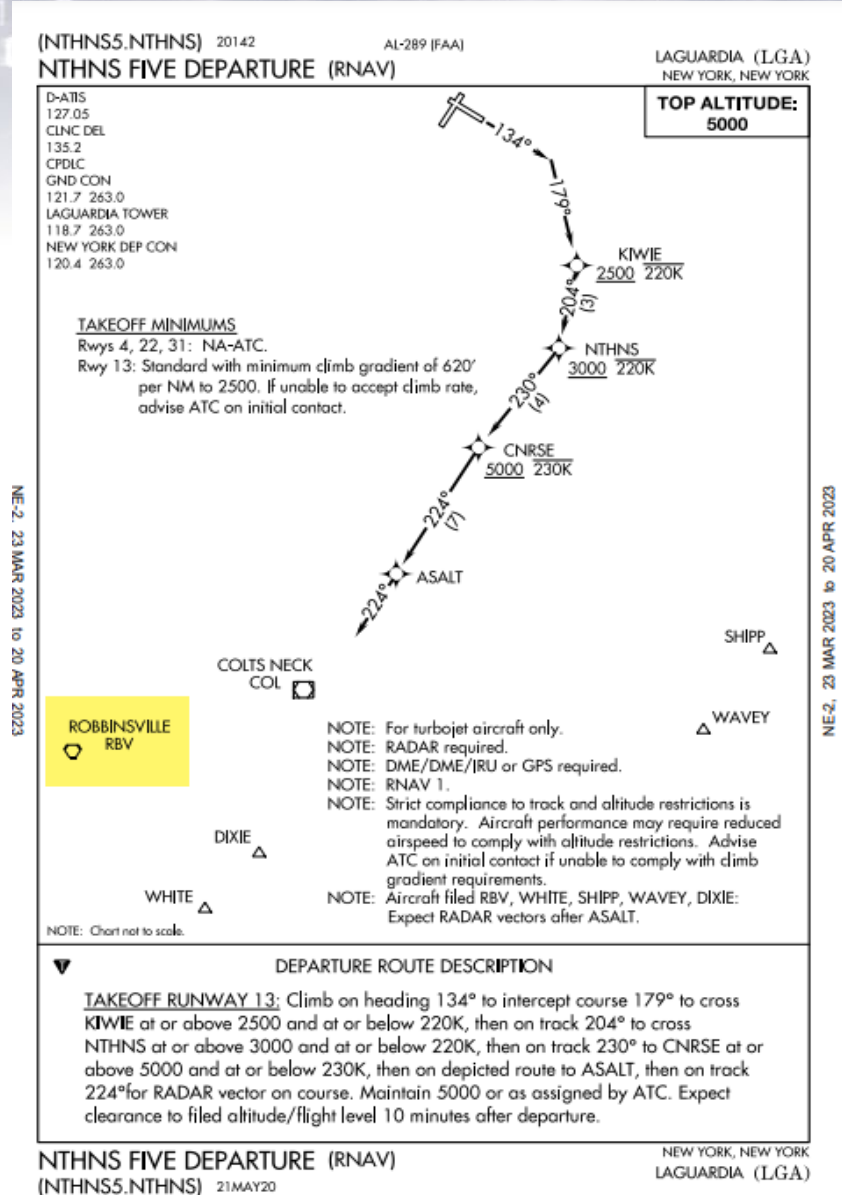 (NTHNS5.NTHNS) 20142
AL-289 (FAA)
LAGUARDIA (LGA)
NTHNS FIVE DEPARTURE (RNAV)
NEW YORK, NEW YORK
D-ATIS
127.05
CLNC DEL
135.2
CPDLC
GND CON
121.7 263.0
LAGUARDIA TOWER
118.7 263.0
NEW YORK DEP CON
120.4 263.0
TOP ALTITUDE:
5000
134°
179°
KIWIE
2500 220K
204°
(3)
NTHNS
3000 220K
230°
(4)
CNRSE
5000 230K
224°
(7)
ASALT
224°
TAKEOFF MINIMUMS
Rwys 4, 22, 31: NA-ATC.
Rwy 13: Standard with minimum climb gradient of 620'
per NM to 2500. If unable to accept climb rate,
advise ATC on initial contact.
NE-2, 23 MAR 2023 to 20 APR 2023
NE-2, 23 MAR 2023 to 20 APR 2023
SHIPP
COLTS NECK
COL
WAVEY
ROBBINSVILLE
RBV
DIXIE
WHITE
NOTE: For turbojet aircraft only.
NOTE: RADAR required.
NOTE: DME/DME/IRU or GPS required.
NOTE: RNAV 1.
NOTE: Strict compliance to track and altitude restrictions is
mandatory. Aircraft performance may require reduced
airspeed to comply with altitude restrictions. Advise
ATC on initial contact if unable to comply with climb
gradient requirements.
NOTE: Aircraft filed RBV, WHITE, SHIPP, WAVEY, DIXIE:
Expect RADAR vectors after ASALT.
NOTE: Chart not to scale.
T
DEPARTURE ROUTE DESCRIPTION
TAKEOFF RUNWAY 13: Climb on heading 134° to intercept course 179° to cross
KIWIE at or above 2500 and at or below 220K, then on track 204° to cross
NTHNS at or above 3000 and at or below 220K, then on track 230° to CNRSE at or
above 5000 and at or below 230K, then on depicted route to ASALT, then on track
224°for RADAR vector on course. Maintain 5000 or as assigned by ATC. Expect
clearance to filed altitude/flight level 10 minutes after departure.
NTHNS FIVE DEPARTURE (RNAV)
(NTHNS5.NTHNS) 21MAY20
NEW YORK, NEW YORK
LAGUARDIA (LGA)